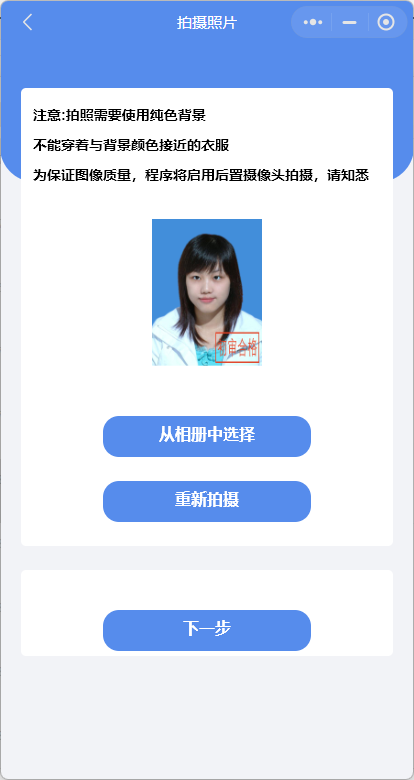 拍摄照片
注意:拍照需要使用纯色背景
不能穿着与背景颜色接近的衣服
为保证图像质量，程序将启用后置摄像头拍摄，请知悉
初审合格
从相册中选择
重新拍摄
下一步